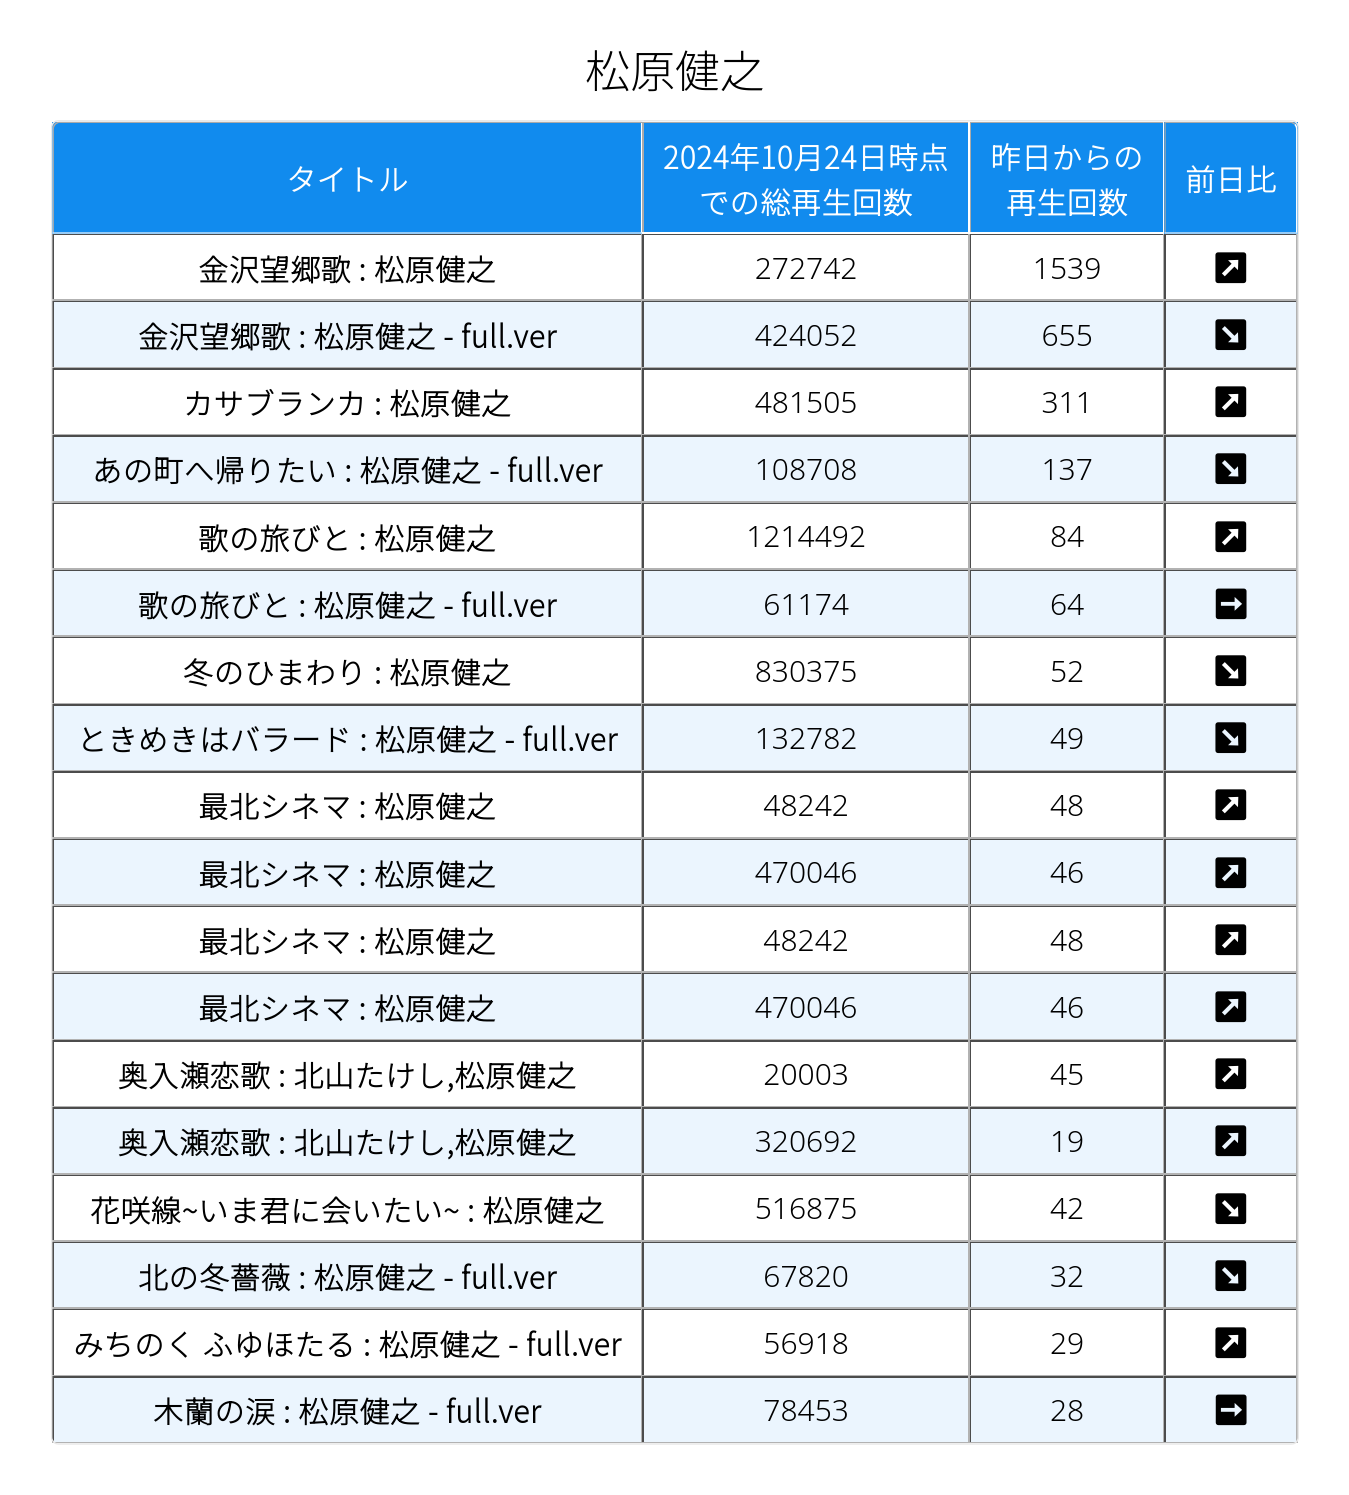 松原健之
タイトル 2024年10月24日時点での総再生回数 昨日からの再生回数 前日比
金沢望郷歌 : 松原健之 272742 1539 ↗
金沢望郷歌 : 松原健之 - full.ver 424052 655 ↘
カサブランカ : 松原健之 481505 311 ↗
あの町へ帰りたい : 松原健之 - full.ver 108708 137 ↘
歌の旅びと : 松原健之 1214492 84 ↗
歌の旅びと : 松原健之 - full.ver 61174 64 →
冬のひまわり : 松原健之 830375 52 ↘
ときめきはバラード : 松原健之 - full.ver 132782 49 ↘
最北シネマ : 松原健之 48242 48 ↗
最北シネマ : 松原健之 470046 46 ↗
最北シネマ : 松原健之 48242 48 ↗
最北シネマ : 松原健之 470046 46 ↗
奥入瀬恋歌 : 北山たけし,松原健之 20003 45 ↗
奥入瀬恋歌 : 北山たけし,松原健之 320692 19 ↗
花咲線~いま君に会いたい~ : 松原健之 516875 42 ↘
北の冬薔薇 : 松原健之 - full.ver 67820 32 ↘
みちのく ふゆほたる : 松原健之 - full.ver 56918 29 ↗
木蘭の涙 : 松原健之 - full.ver 78453 28 →